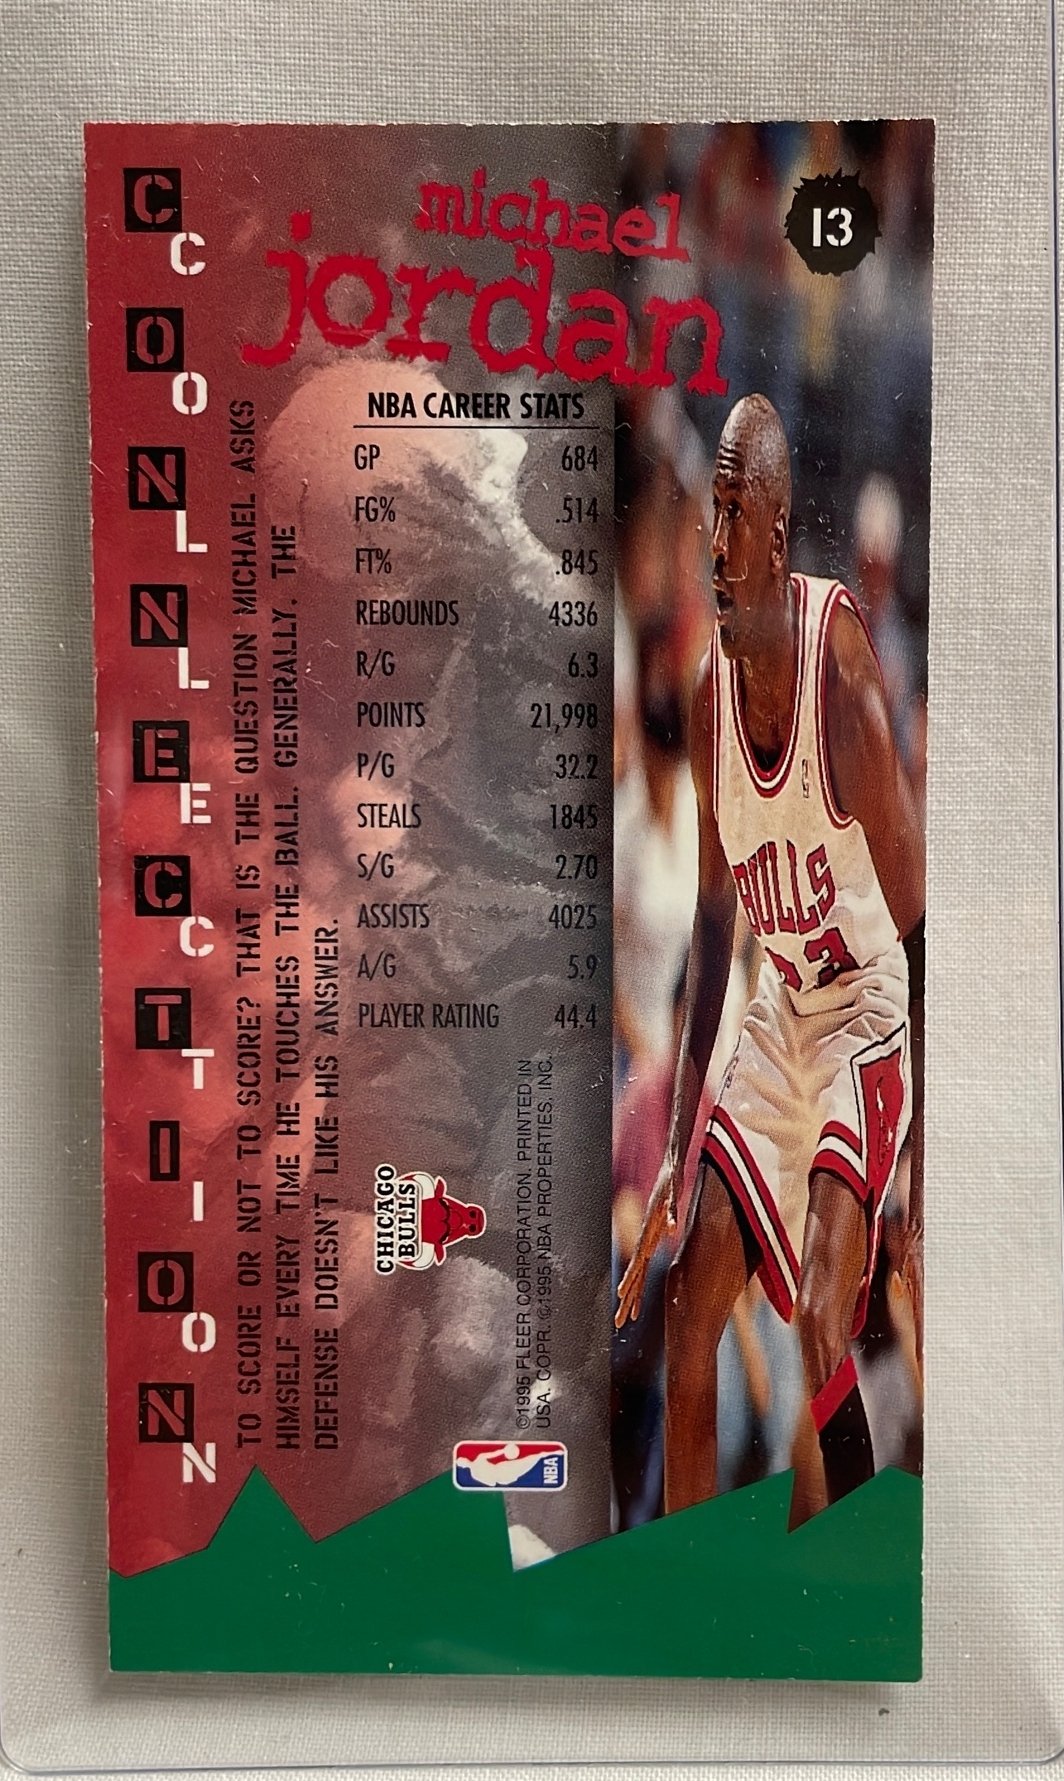 michael
jordan
13
NBA CAREER STATS
GP 684
FG% .514
FT% .845
REBOUNDS 4336
R/G 6.3
POINTS 21,998
P/G 32.2
STEALS 1845
S/G 2.70
ASSISTS 4025
A/G 5.9
PLAYER RATING 44.4
CONNECTION
COLLECTION
TO SCORE OR NOT TO SCORE? THAT IS THE QUESTION MICHAEL ASKS
HIMSELF EVERY TIME HE TOUCHES THE BALL. GENERALLY, THE
DEFENSE DOESN'T LIKE HIS ANSWER.
CHICAGO
BULLS
©1995 FLEER CORPORATION. PRINTED IN
USA. COPR. ©1995 NBA PROPERTIES, INC.
NBA
BULLS
23